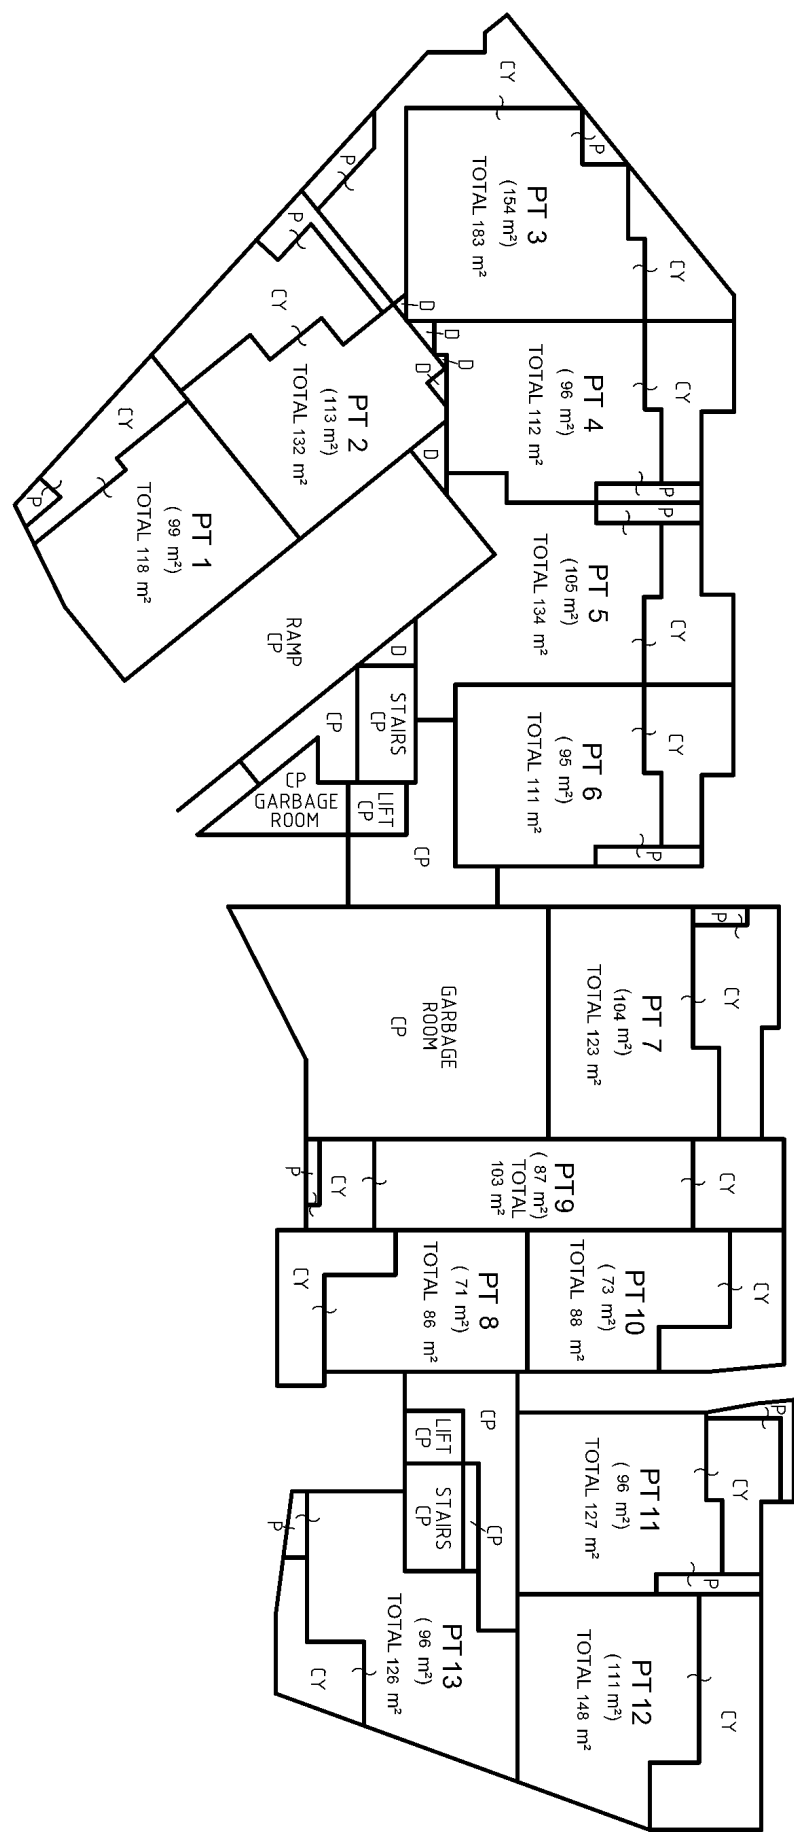 CY
P
PT 3
(154 m²)
TOTAL 183 m²
P
CY
D
P
CY
PT 2
(113 m²)
TOTAL 132 m²
D
D
D
D
PT 4
( 96 m²)
TOTAL 112 m²
CY
P
P
CY
P
PT 1
( 99 m²)
TOTAL 118 m²
PT 5
(105 m²)
TOTAL 134 m²
CY
RAMP
CP
D
STAIRS
CP
CP
PT 6
( 95 m²)
TOTAL 111 m²
CY
P
CP
GARBAGE
ROOM
LIFT
CP
CP
GARBAGE
ROOM
CP
PT 7
(104 m²)
TOTAL 123 m²
P
CY
P
CY
PT 9
( 87 m²)
TOTAL
103 m²
CY
CY
PT 8
( 71 m²)
TOTAL 86 m²
PT 10
( 73 m²)
TOTAL 88 m²
CY
CP
LIFT
CP
STAIRS
CP
CP
PT 11
( 96 m²)
TOTAL 127 m²
P
CY
P
P
CY
PT 13
( 96 m²)
TOTAL 126 m²
PT 12
(111 m²)
TOTAL 148 m²
CY